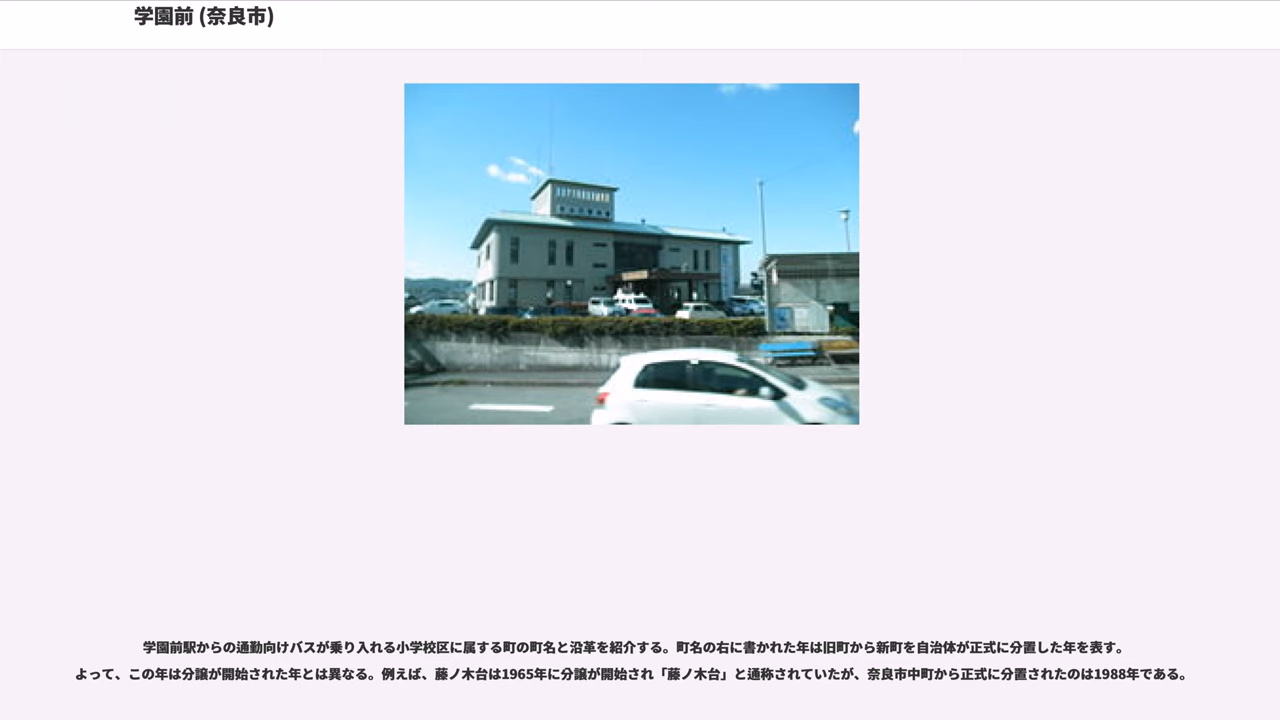 学園前 (奈良市)
学園前駅からの通勤向けバスが乗り入れる小学校区に属する町の町名と沿革を紹介する。町名の右に書かれた年は旧町から新町を自治体が正式に分置した年を表す。
よって、この年は分譲が開始された年とは異なる。例えば、藤ノ木台は1965年に分譲が開始され「藤ノ木台」と通称されていたが、奈良市中町から正式に分置されたのは1988年である。